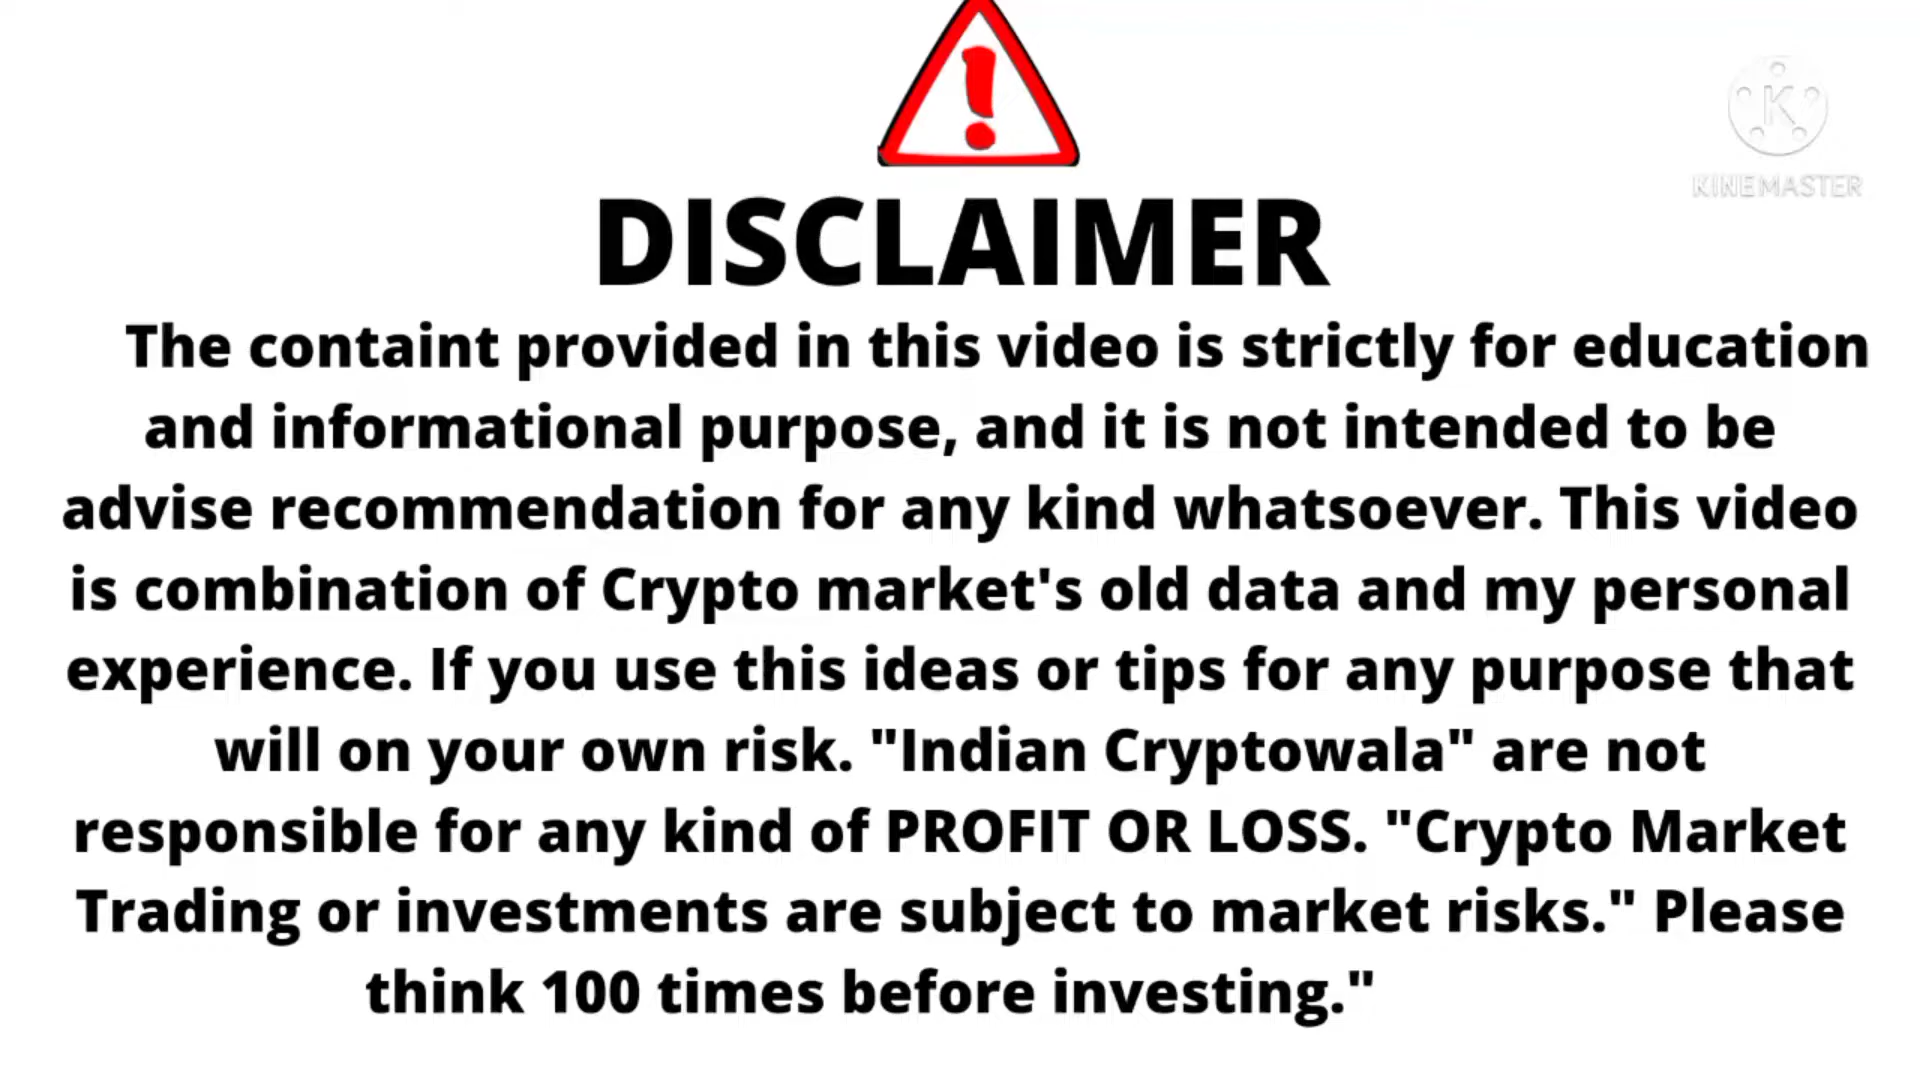 K
KINEMASTER
DISCLAIMER
The containt provided in this video is strictly for education
and informational purpose, and it is not intended to be
advise recommendation for any kind whatsoever. This video
is combination of Crypto market's old data and my personal
experience. If you use this ideas or tips for any purpose that
will on your own risk. "Indian Cryptowala" are not
responsible for any kind of PROFIT OR LOSS. "Crypto Market
Trading or investments are subject to market risks." Please
think 100 times before investing."